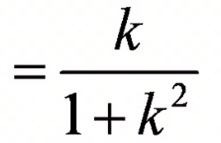 = k / (1 + k²)